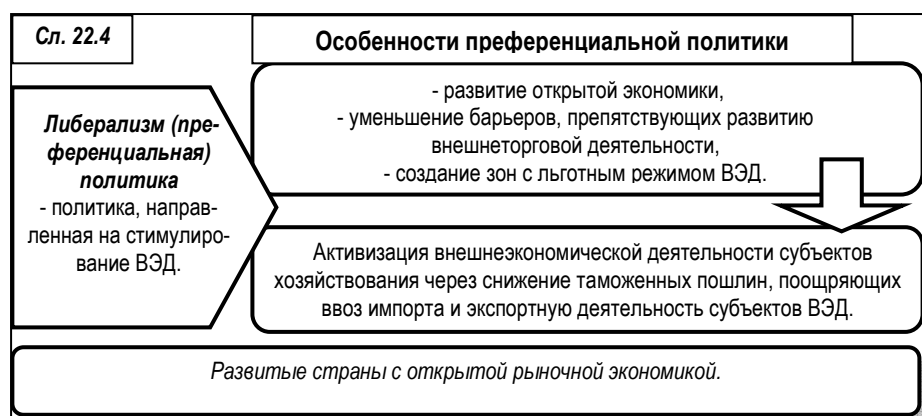 Сл. 22.4
Особенности преференциальной политики
Либерализм (пре-
ференциальная)
политика
- политика, направ-
ленная на стимулиро-
вание ВЭД.
- развитие открытой экономики,
- уменьшение барьеров, препятствующих развитию
внешнеторговой деятельности,
- создание зон с льготным режимом ВЭД.
Активизация внешнеэкономической деятельности субъектов
хозяйствования через снижение таможенных пошлин, поощряющих
ввоз импорта и экспортную деятельность субъектов ВЭД.
Развитые страны с открытой рыночной экономикой.